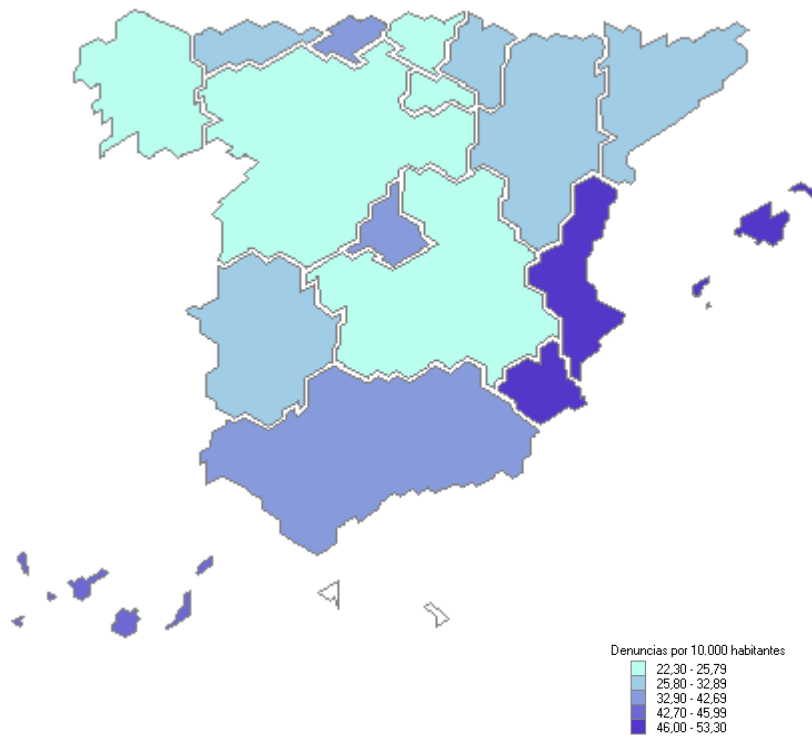 Denuncias por 10.000 habitantes
22,30 - 25,79
25,80 - 32,89
32,90 - 42,69
42,70 - 45,99
46,00 - 53,30